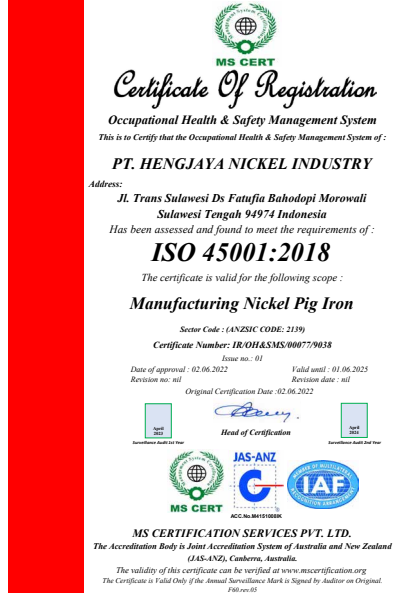 MS CERT
Certificate Of Registration
Occupational Health & Safety Management System
This is to Certify that the Occupational Health & Safety Management System of :
PT. HENGJAYA NICKEL INDUSTRY
Address:
Jl. Trans Sulawesi Ds Fatufia Bahodopi Morowali
Sulawesi Tengah 94974 Indonesia
Has been assessed and found to meet the requirements of :
ISO 45001:2018
The certificate is valid for the following scope :
Manufacturing Nickel Pig Iron
Sector Code : (ANZSIC CODE: 2139)
Certificate Number: IR/OH&SMS/00077/9038
Issue no.: 01
Date of approval : 02.06.2022 Valid until : 01.06.2025
Revision no: nil Revision date : nil
Original Certification Date :02.06.2022
April
2023
April
2024
Surveillance Audit 1st Year
Head of Certification
Surveillance Audit 2nd Year
JAS-ANZ
MS CERT
IAF
ACC.No.M4151008IK
MS CERTIFICATION SERVICES PVT. LTD.
The Accreditation Body is Joint Accreditation System of Australia and New Zealand
(JAS-ANZ), Canberra, Australia.
The validity of this certificate can be verified at www.mscertification.org
The Certificate is Valid Only if the Annual Surveillance Mark is Signed by Auditor on Original.
F60.rev.05